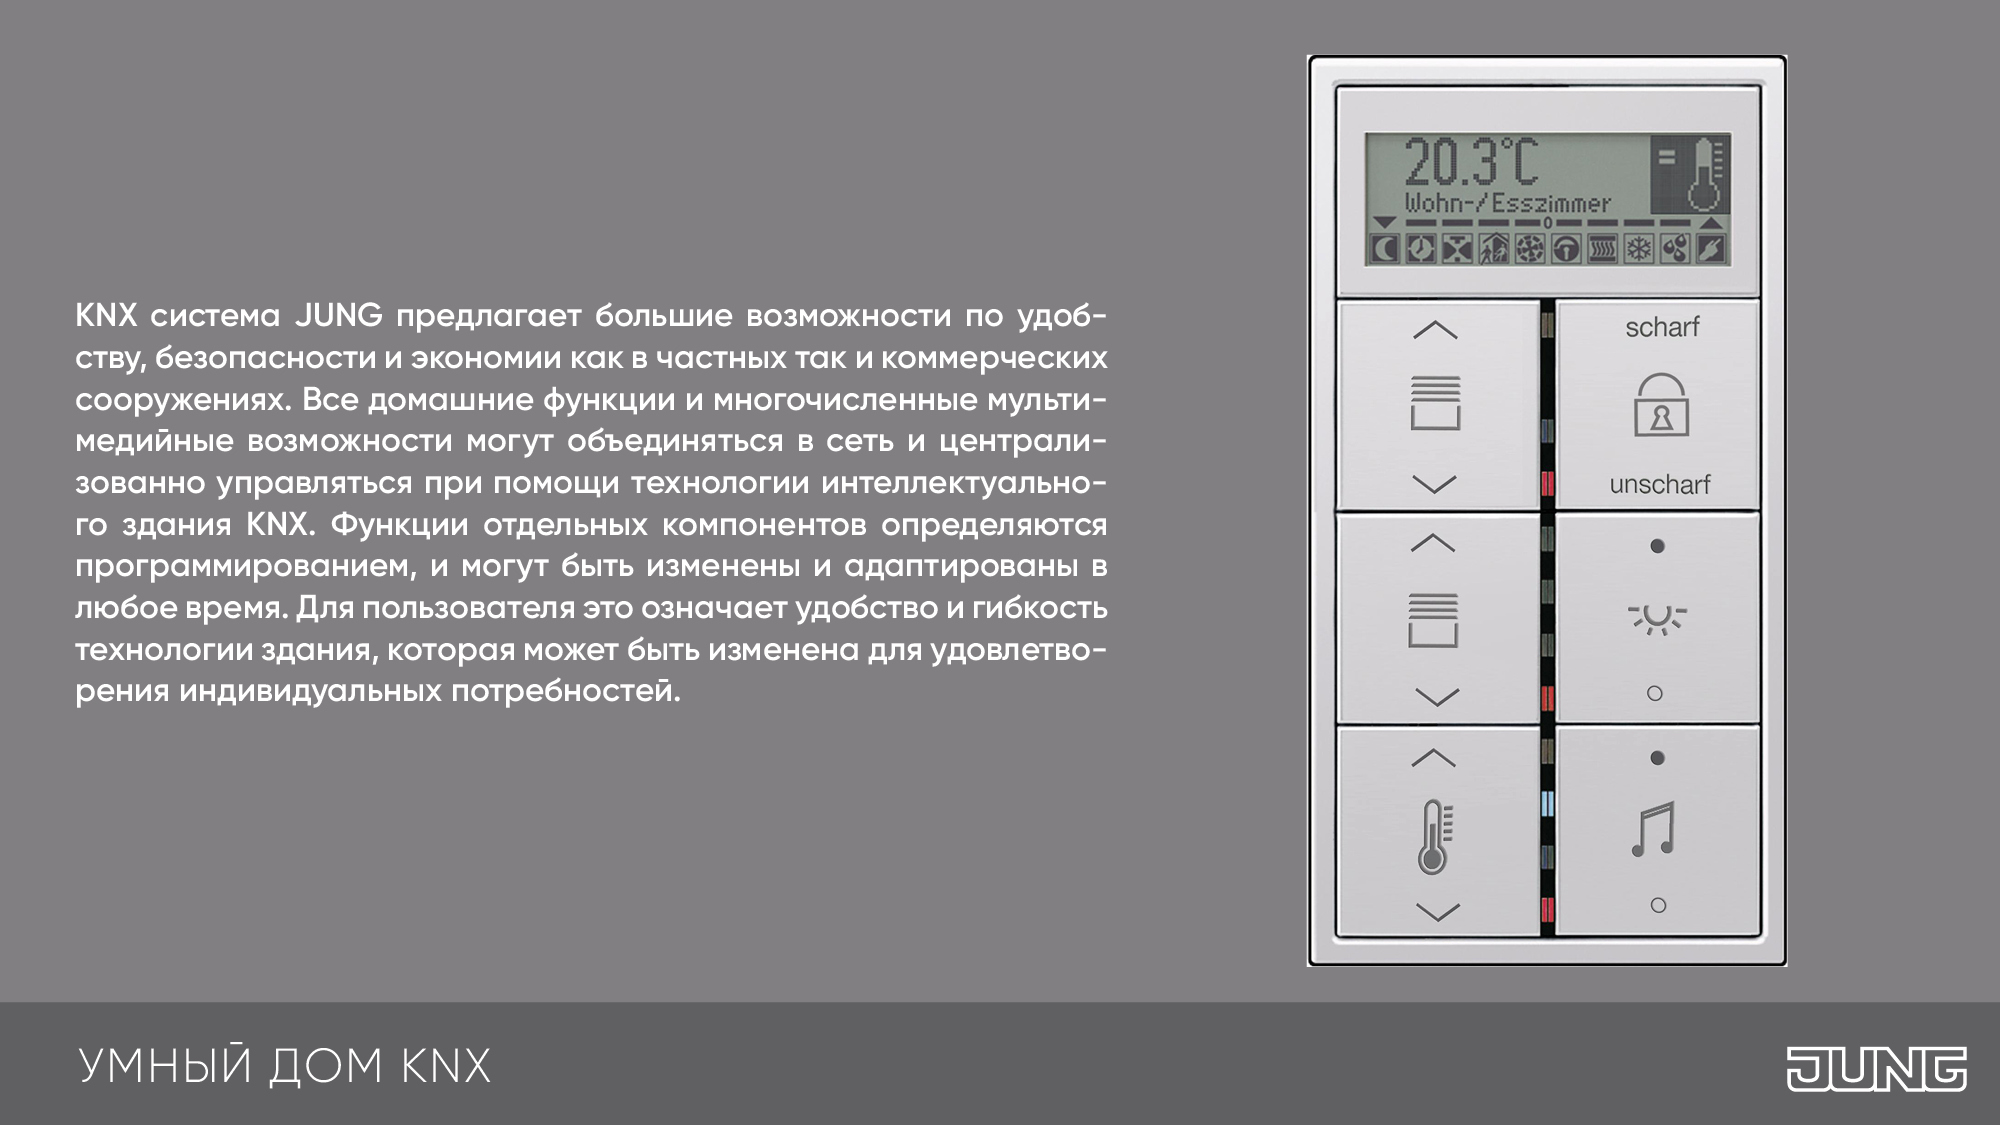 KNX система JUNG предлагает большие возможности по удоб-
ству, безопасности и экономии как в частных так и коммерческих
сооружениях. Все домашние функции и многочисленные мульти-
медийные возможности могут объединяться в сеть и централи-
зованно управляться при помощи технологии интеллектуально-
го здания KNX. Функции отдельных компонентов определяются
программированием, и могут быть изменены и адаптированы в
любое время. Для пользователя это означает удобство и гибкость
технологии здания, которая может быть изменена для удовлетво-
рения индивидуальных потребностей.
20.3°C
Wohn-/Esszimmer
0
scharf
unscharf
УМНЫЙ ДОМ KNX
JUNG